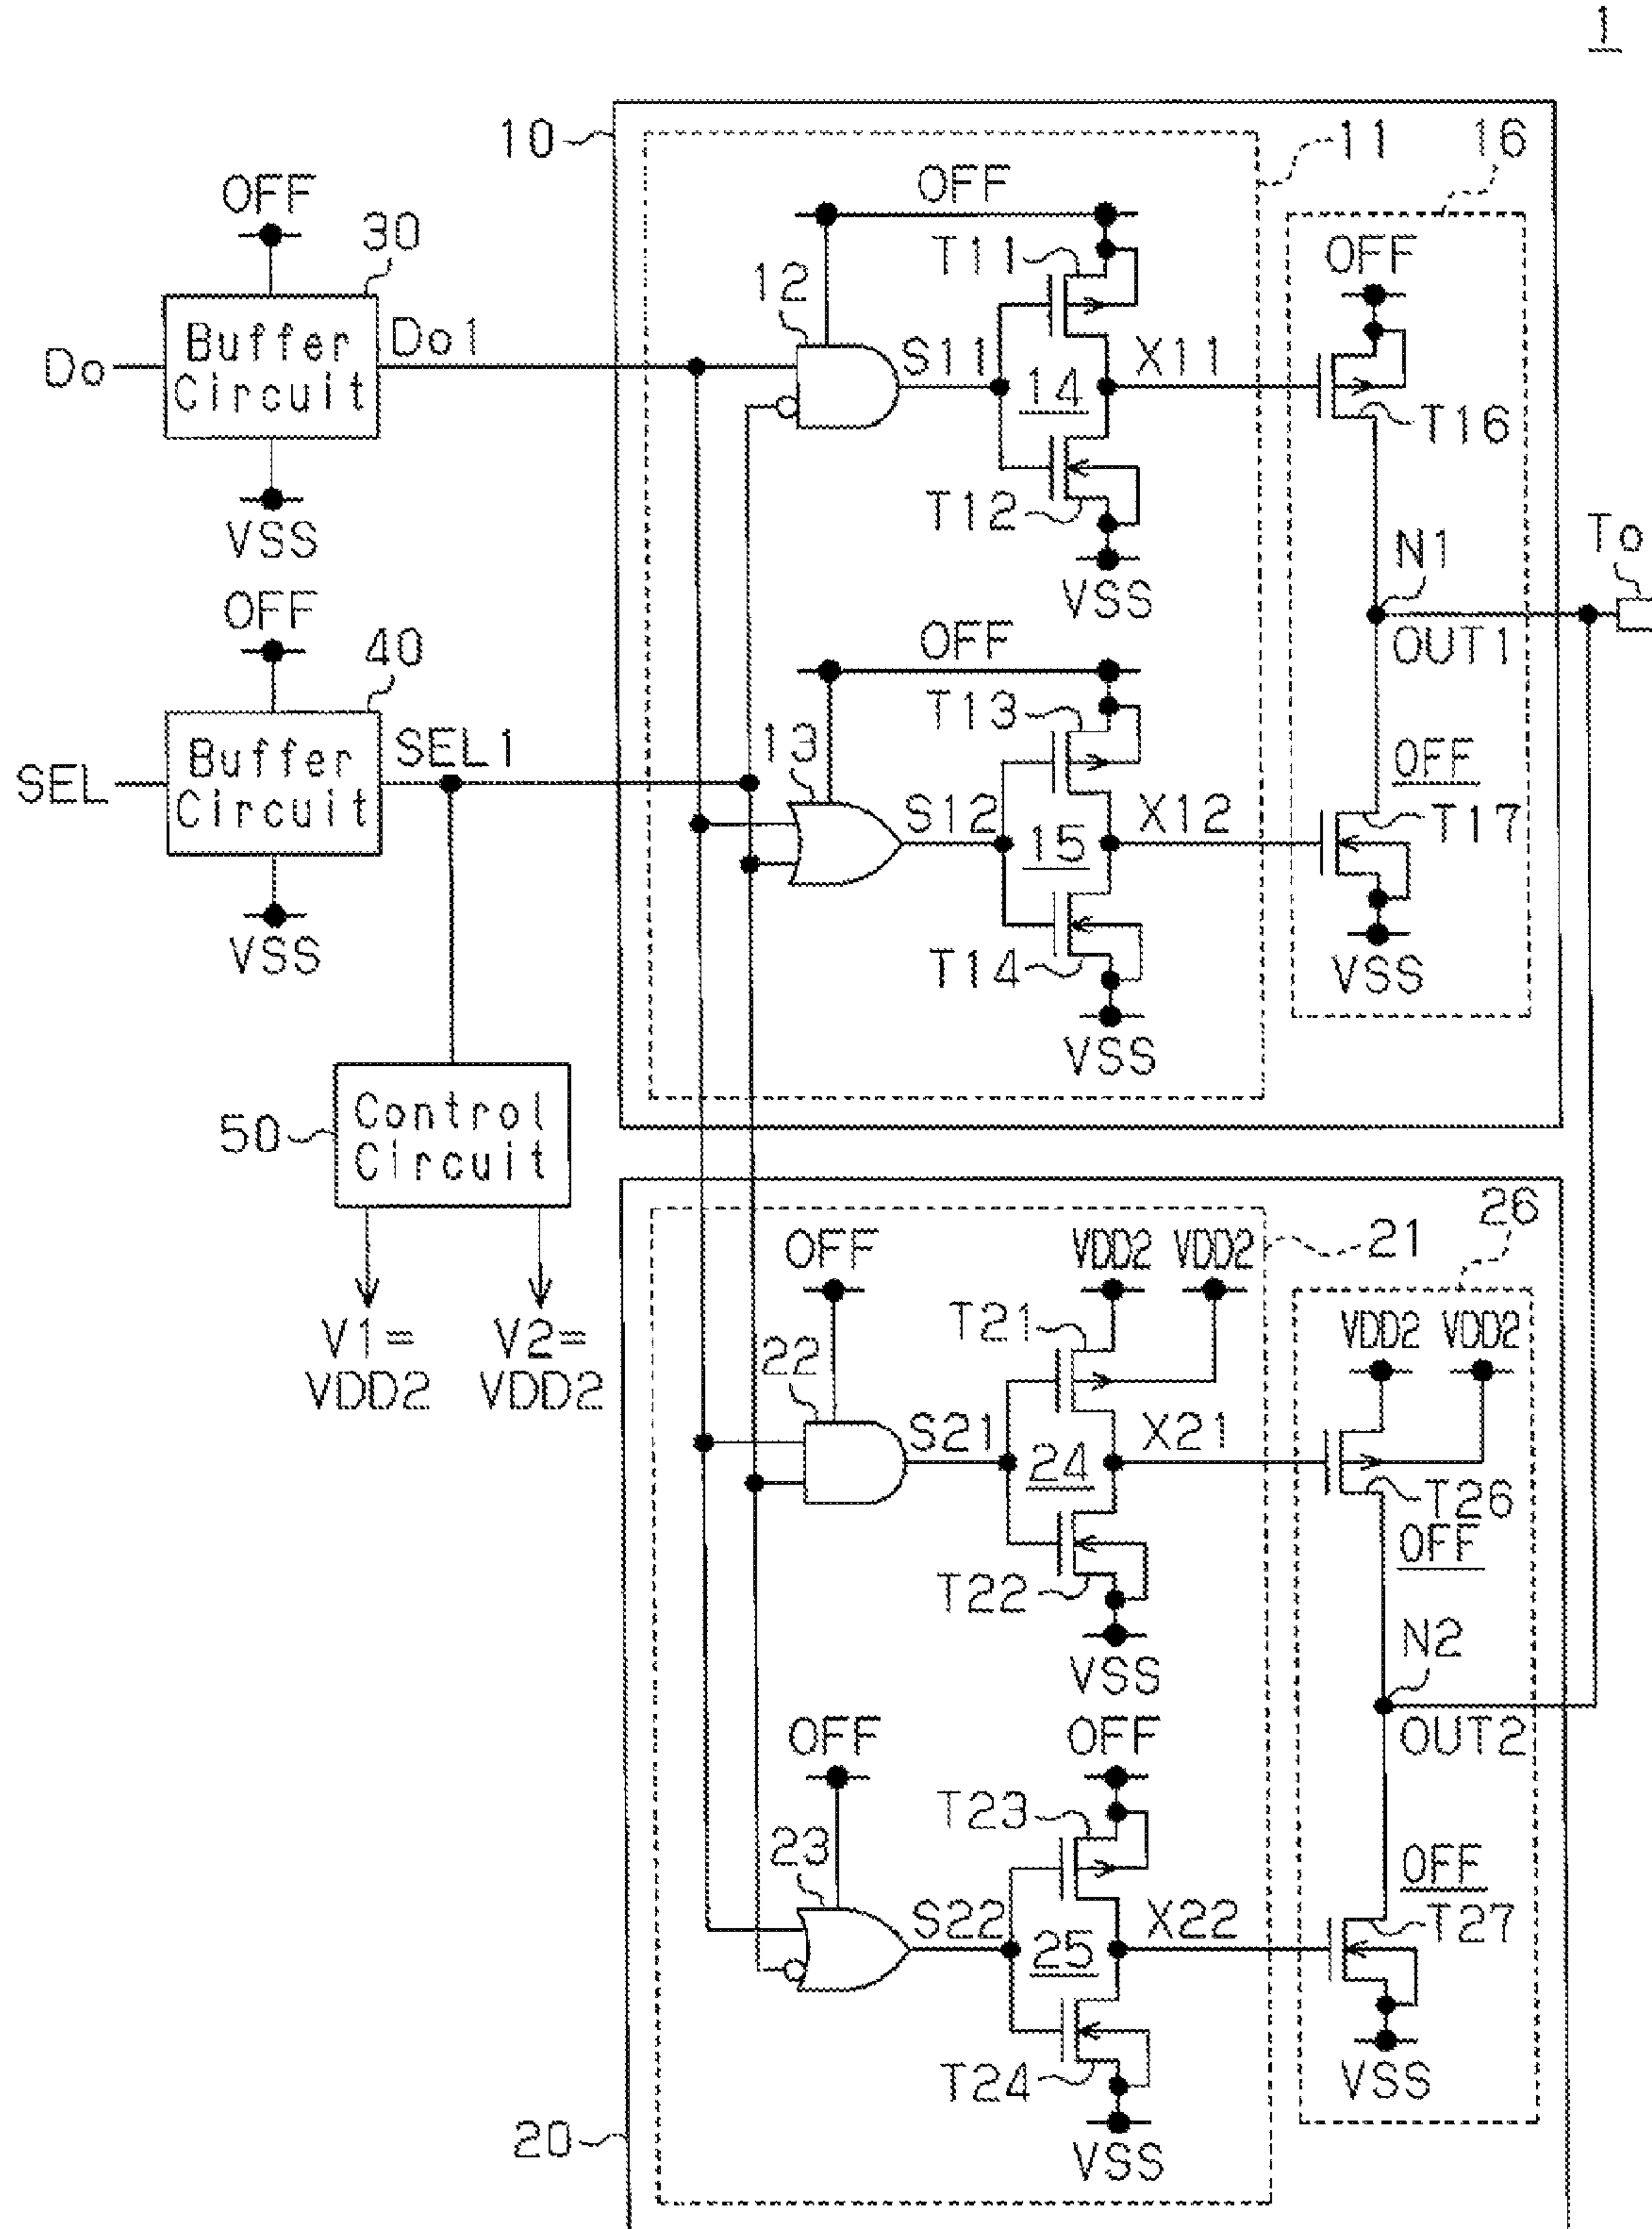 1
10
11
16
OFF
30
Buffer
Circuit
Do
Do1
VSS
OFF
12
T11
S11
14
X11
T12
VSS
OFF
T16
N1
To
OUT1
OFF
40
Buffer
Circuit
SEL
SEL1
VSS
OFF
13
T13
S12
15
X12
T14
VSS
OFF
T17
VSS
50
Control
Circuit
V1=
VDD2
V2=
VDD2
20
21
26
OFF
22
VDD2
VDD2
T21
S21
24
X21
T22
VSS
VDD2
VDD2
T26
OFF
N2
OUT2
OFF
23
OFF
T23
S22
25
X22
T24
VSS
OFF
T27
VSS